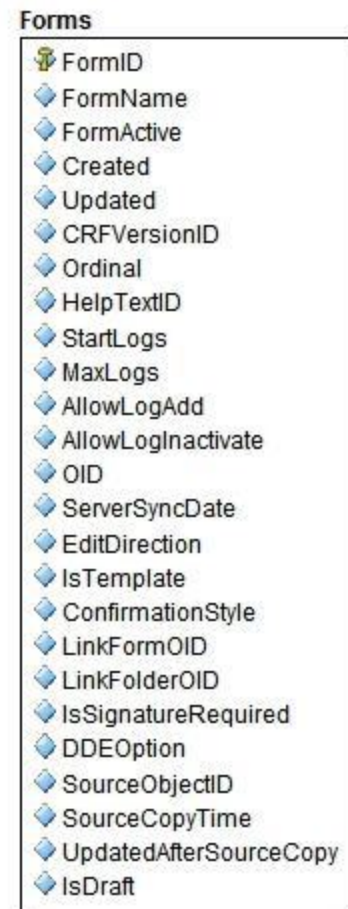 Forms
FormID
FormName
FormActive
Created
Updated
CRFVersionID
Ordinal
HelpTextID
StartLogs
MaxLogs
AllowLogAdd
AllowLogInactivate
OID
ServerSyncDate
EditDirection
IsTemplate
ConfirmationStyle
LinkFormOID
LinkFolderOID
IsSignatureRequired
DDEOption
SourceObjectID
SourceCopyTime
UpdatedAfterSourceCopy
IsDraft